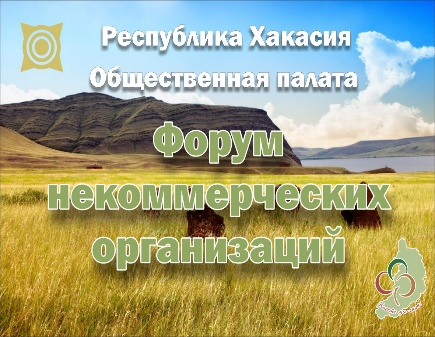 Республика Хакасия
Общественная палата
Форум
некоммерческих
организаций